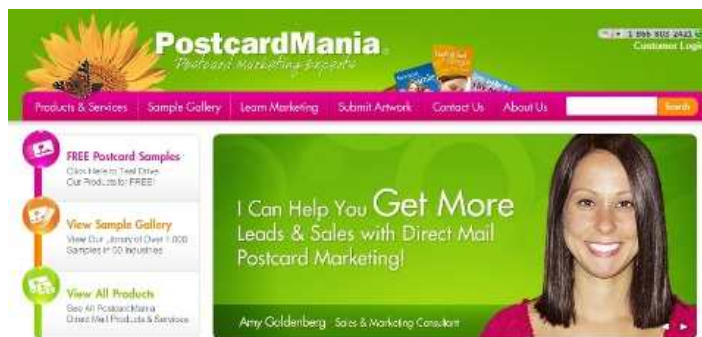 PostcardMania
Postcard Marketing Experts
1 866 803 2421
Customer Login
Products & Services
Sample Gallery
Learn Marketing
Submit Artwork
Contact Us
About Us
Search
FREE Postcard Samples
Click Here to Test Drive
Our Products for FREE!
View Sample Gallery
View Our Library of Over 1,000
Samples in 50 Industries
View All Products
See All PostcardMania
Direct Mail Products & Services
I Can Help You Get More
Leads & Sales with Direct Mail
Postcard Marketing!
Amy Goldenberg Sales & Marketing Consultant